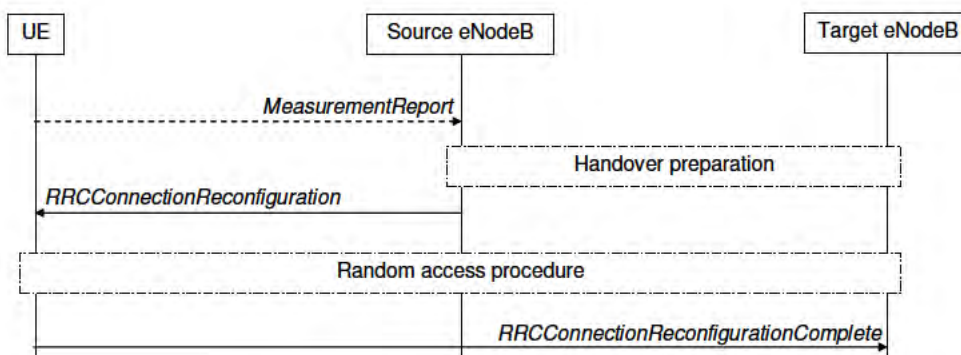 UE
Source eNodeB
Target eNodeB
MeasurementReport
Handover preparation
RRCConnectionReconfiguration
Random access procedure
RRCConnectionReconfigurationComplete